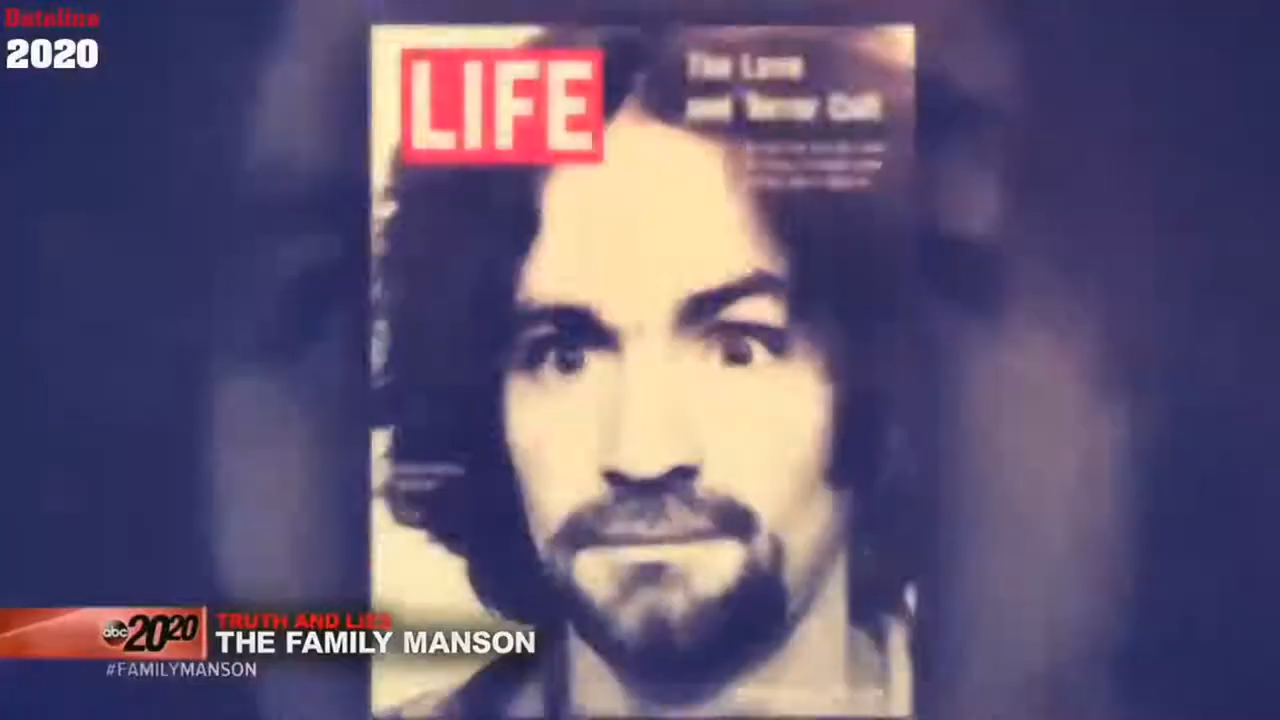 Dateline
2020
LIFE
The Love
and Terror Cult
abc 20/20
TRUTH AND LIES
THE FAMILY MANSON
#FAMILYMANSON